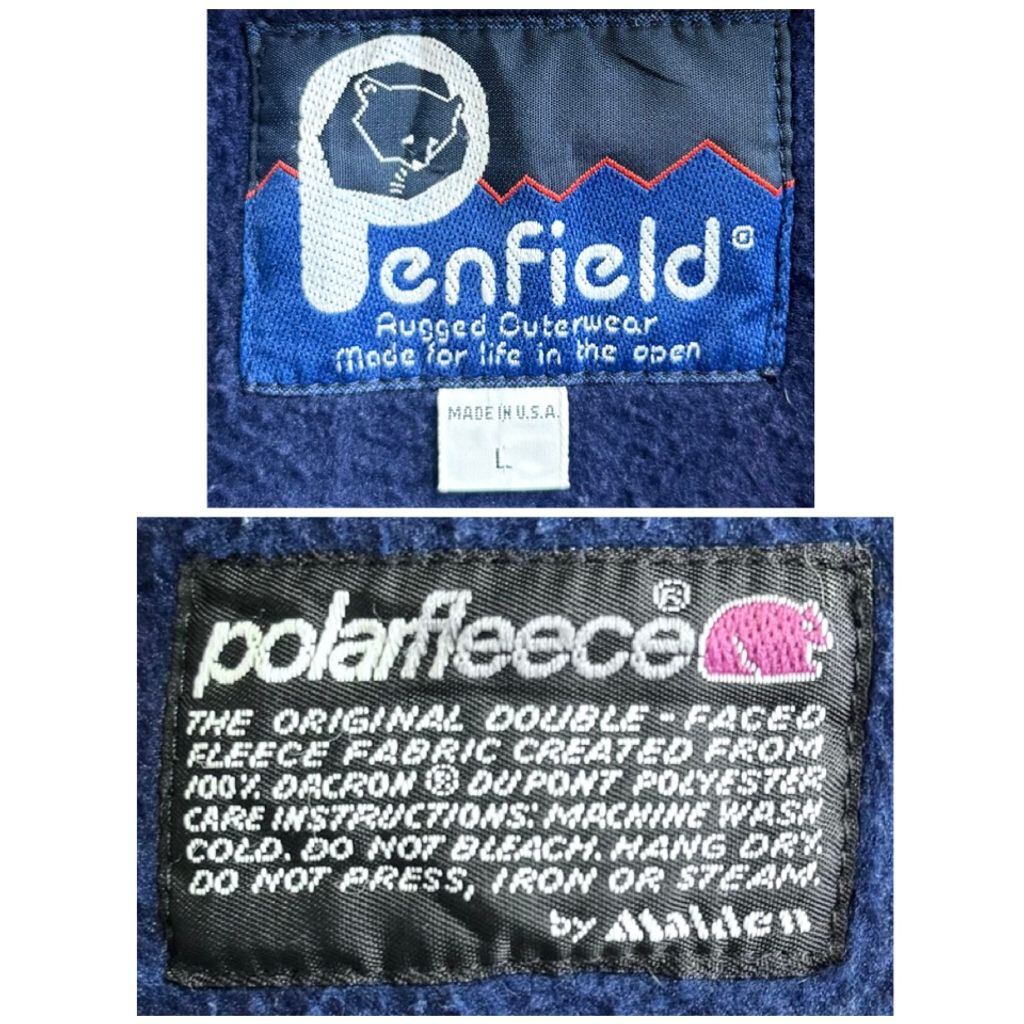 Penfield®
Rugged Outerwear
Made for life in the open
MADE IN U.S.A.
L
polarfleece®
THE ORIGINAL DOUBLE-FACED
FLEECE FABRIC CREATED FROM
100% DACRON® DUPONT POLYESTER
CARE INSTRUCTIONS: MACHINE WASH
COLD. DO NOT BLEACH. HANG DRY.
DO NOT PRESS, IRON OR STEAM.
by Malden